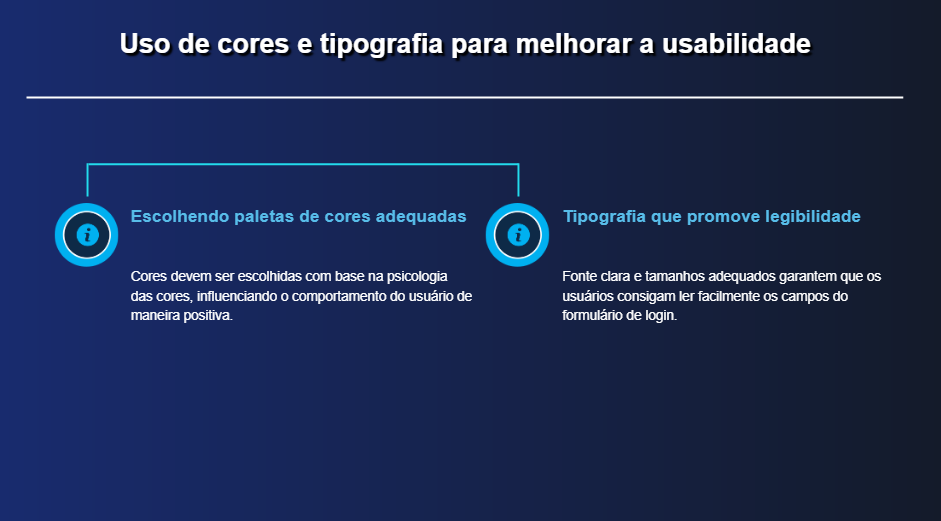 Uso de cores e tipografia para melhorar a usabilidade
Escolhendo paletas de cores adequadas
Cores devem ser escolhidas com base na psicologia
das cores, influenciando o comportamento do usuário de
maneira positiva.
Tipografia que promove legibilidade
Fonte clara e tamanhos adequados garantem que os
usuários consigam ler facilmente os campos do
formulário de login.